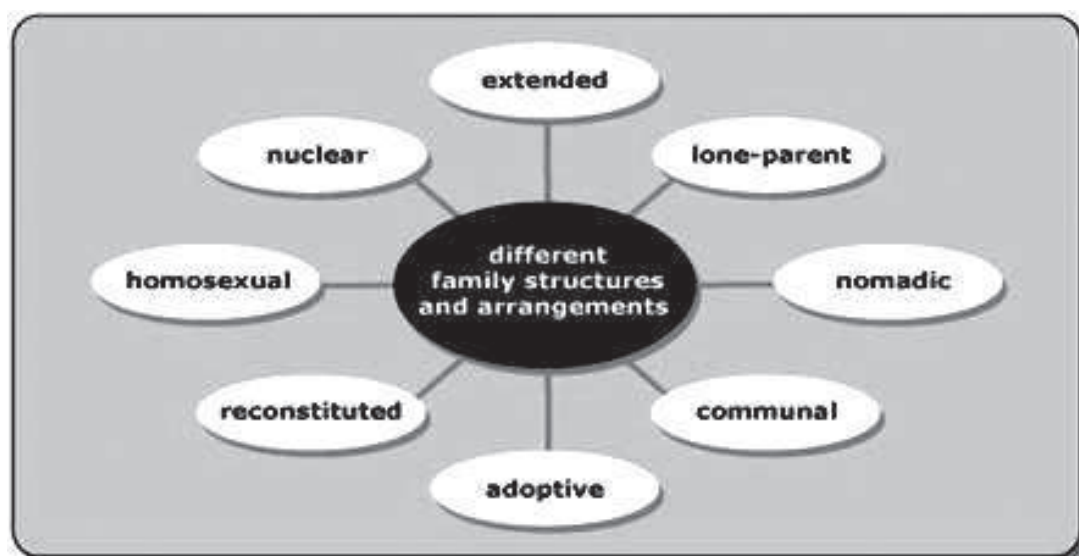 extended
nuclear
lone-parent
different
family structures
and arrangements
homosexual
nomadic
reconstituted
communal
adoptive